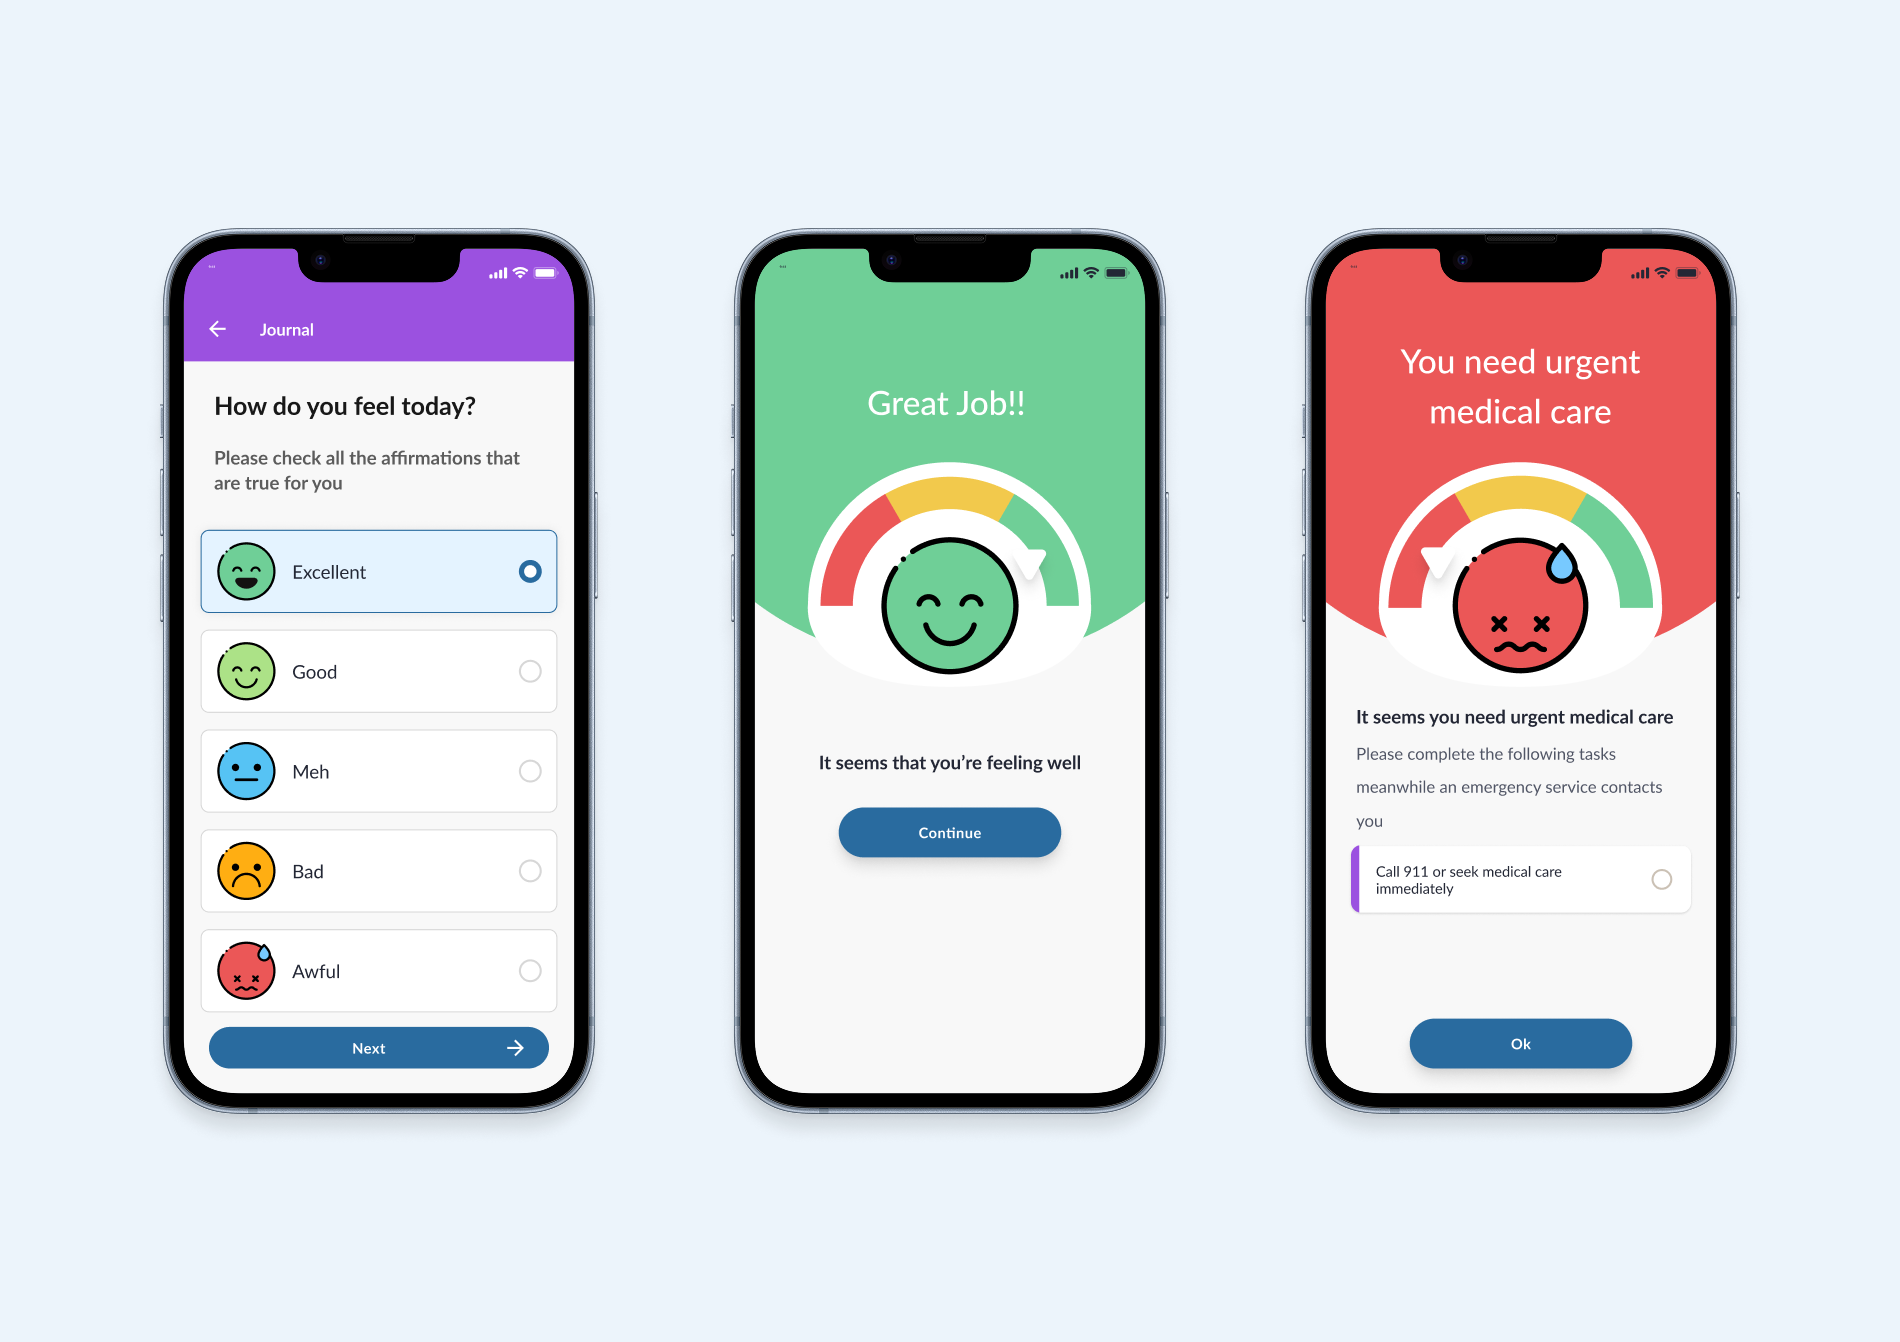 Journal
How do you feel today?
Please check all the affirmations that
are true for you
Excellent
Good
Meh
Bad
Awful
Next
Great Job!!
It seems that you're feeling well
Continue
You need urgent
medical care
It seems you need urgent medical care
Please complete the following tasks
meanwhile an emergency service contacts
you
Call 911 or seek medical care
immediately
Ok